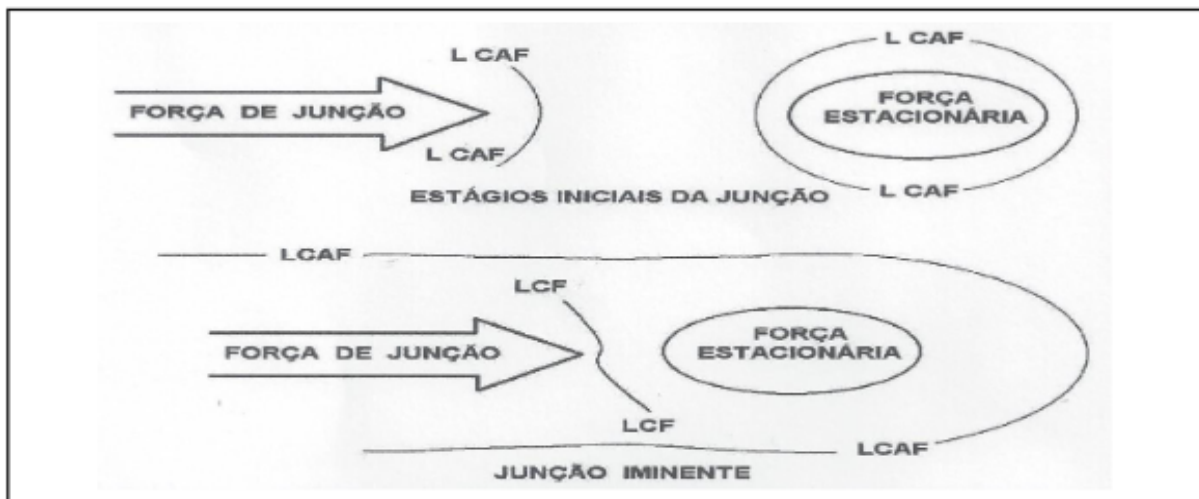 L CAF
L CAF
FORÇA DE JUNÇÃO
FORÇA
ESTACIONÁRIA
L CAF
L CAF
ESTÁGIOS INICIAIS DA JUNÇÃO
LCAF
LCF
FORÇA DE JUNÇÃO
FORÇA
ESTACIONÁRIA
LCF
LCAF
JUNÇÃO IMINENTE